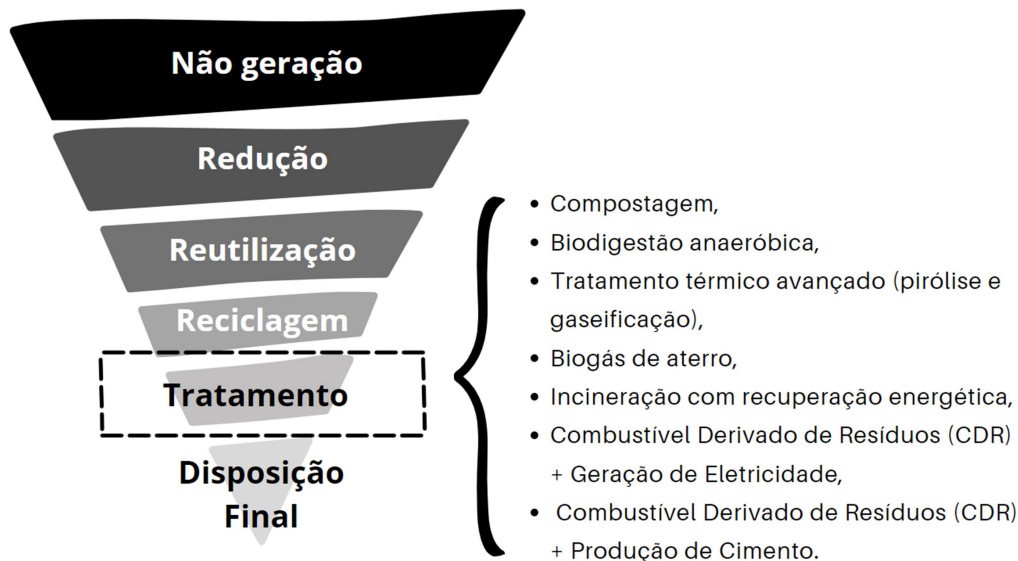 Não geração
Redução
Reutilização
Reciclagem
Tratamento
Disposição
Final
• Compostagem,
• Biodigestão anaeróbica,
• Tratamento térmico avançado (pirólise e
gaseificação),
• Biogás de aterro,
• Incineração com recuperação energética,
• Combustível Derivado de Resíduos (CDR)
+ Geração de Eletricidade,
• Combustível Derivado de Resíduos (CDR)
+ Produção de Cimento.